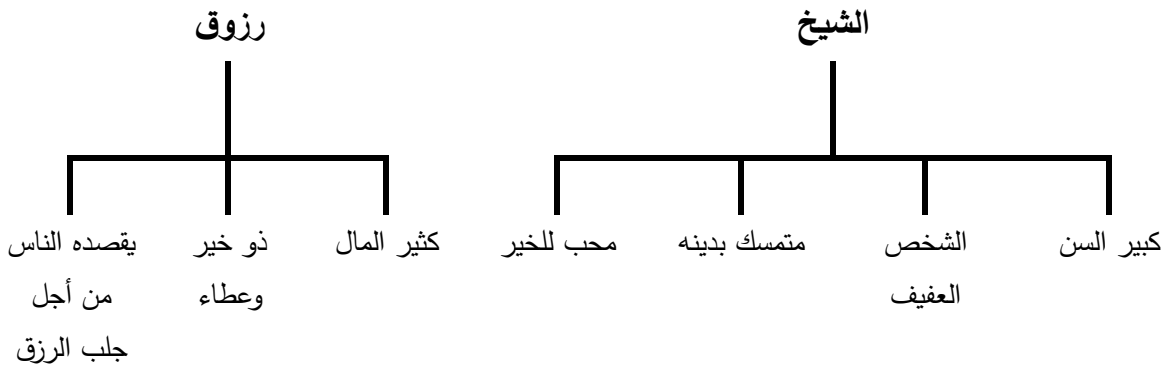 الشيخ
رزوق
كبير السن
الشخص
العفيف
متمسك بدينه
محب للخير
كثير المال
ذو خير
وعطاء
يقصده الناس
من أجل
جلب الرزق